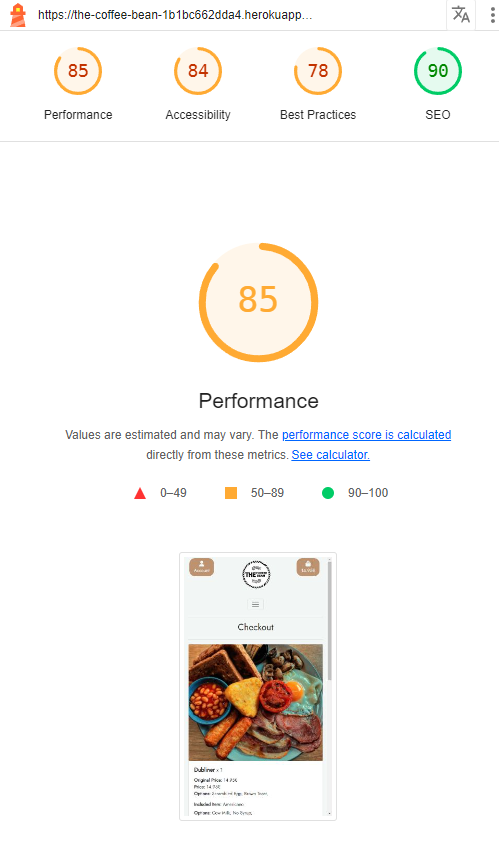 https://the-coffee-bean-1b1bc662dda4.herokuapp…
85 84 78 90
Performance Accessibility Best Practices SEO
85
Performance
Values are estimated and may vary. The performance score is calculated
directly from these metrics. See calculator.
0–49 50–89 90–100
Account
THE
Checkout
Dubliner x 1
Original Price: 14.95€
Price: 14.95€
Options: Scrambled Eggs, Brown Toast,
Included Item: Americano
Options: Cow Milk, No Syrup,